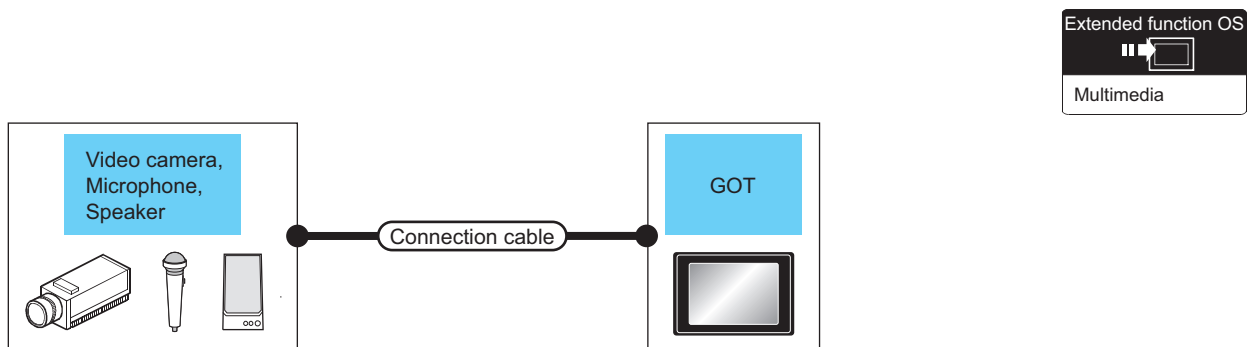 Extended function OS
Multimedia
Video camera,
Microphone,
Speaker
Connection cable
GOT